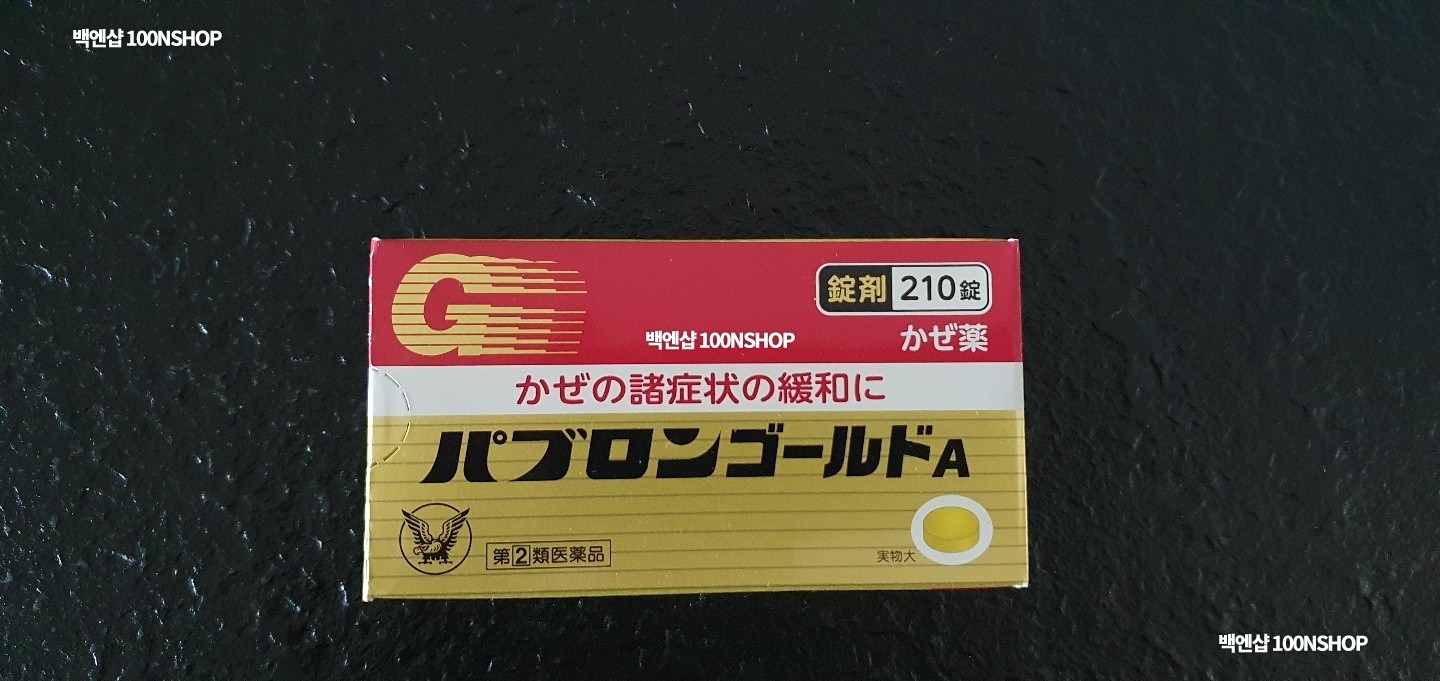 백엔샵 100NSHOP
G
錠剤 210錠
백엔샵 100NSHOP
かぜ薬
かぜの諸症状の緩和に
パブロンゴールドA
第②類医薬品
実物大
백엔샵 100NSHOP